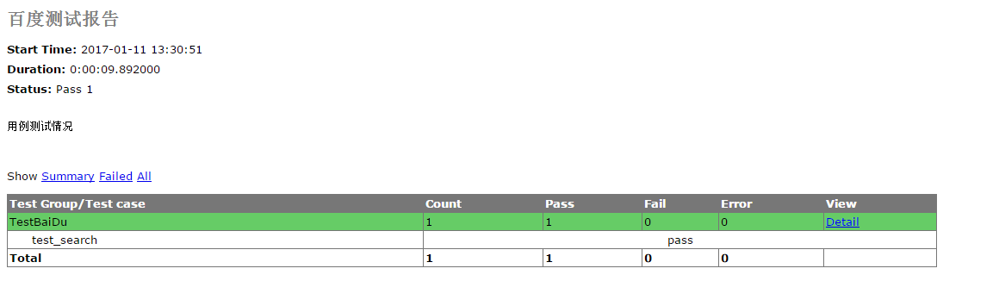 百度测试报告
Start Time: 2017-01-11 13:30:51
Duration: 0:00:09.892000
Status: Pass 1
用例测试情况
Show Summary Failed All
Test Group/Test case Count Pass Fail Error View
TestBaiDu 1 1 0 0 Detail
test_search pass
Total 1 1 0 0